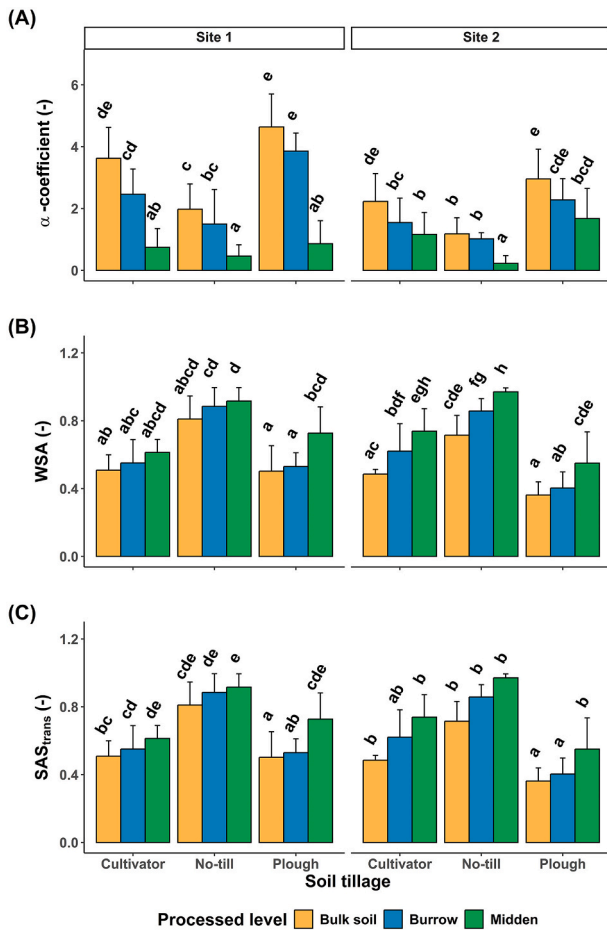 (A)
Site 1 Site 2
α -coefficient (-)
6
4
2
0
de cd ab c bc a e e ab de bc b b b a e cde bcd
(B)
WSA (-)
1.2
0.8
0.4
0.0
ab abc abcd abcd cd d a a bcd ac bdf egh cde fg h a ab cde
(C)
SAStrans (-)
1.2
0.8
0.4
0.0
bc cd de cde de e a ab cde b ab b b b b a a b
Cultivator No-till Plough Cultivator No-till Plough
Soil tillage
Processed level Bulk soil Burrow Midden